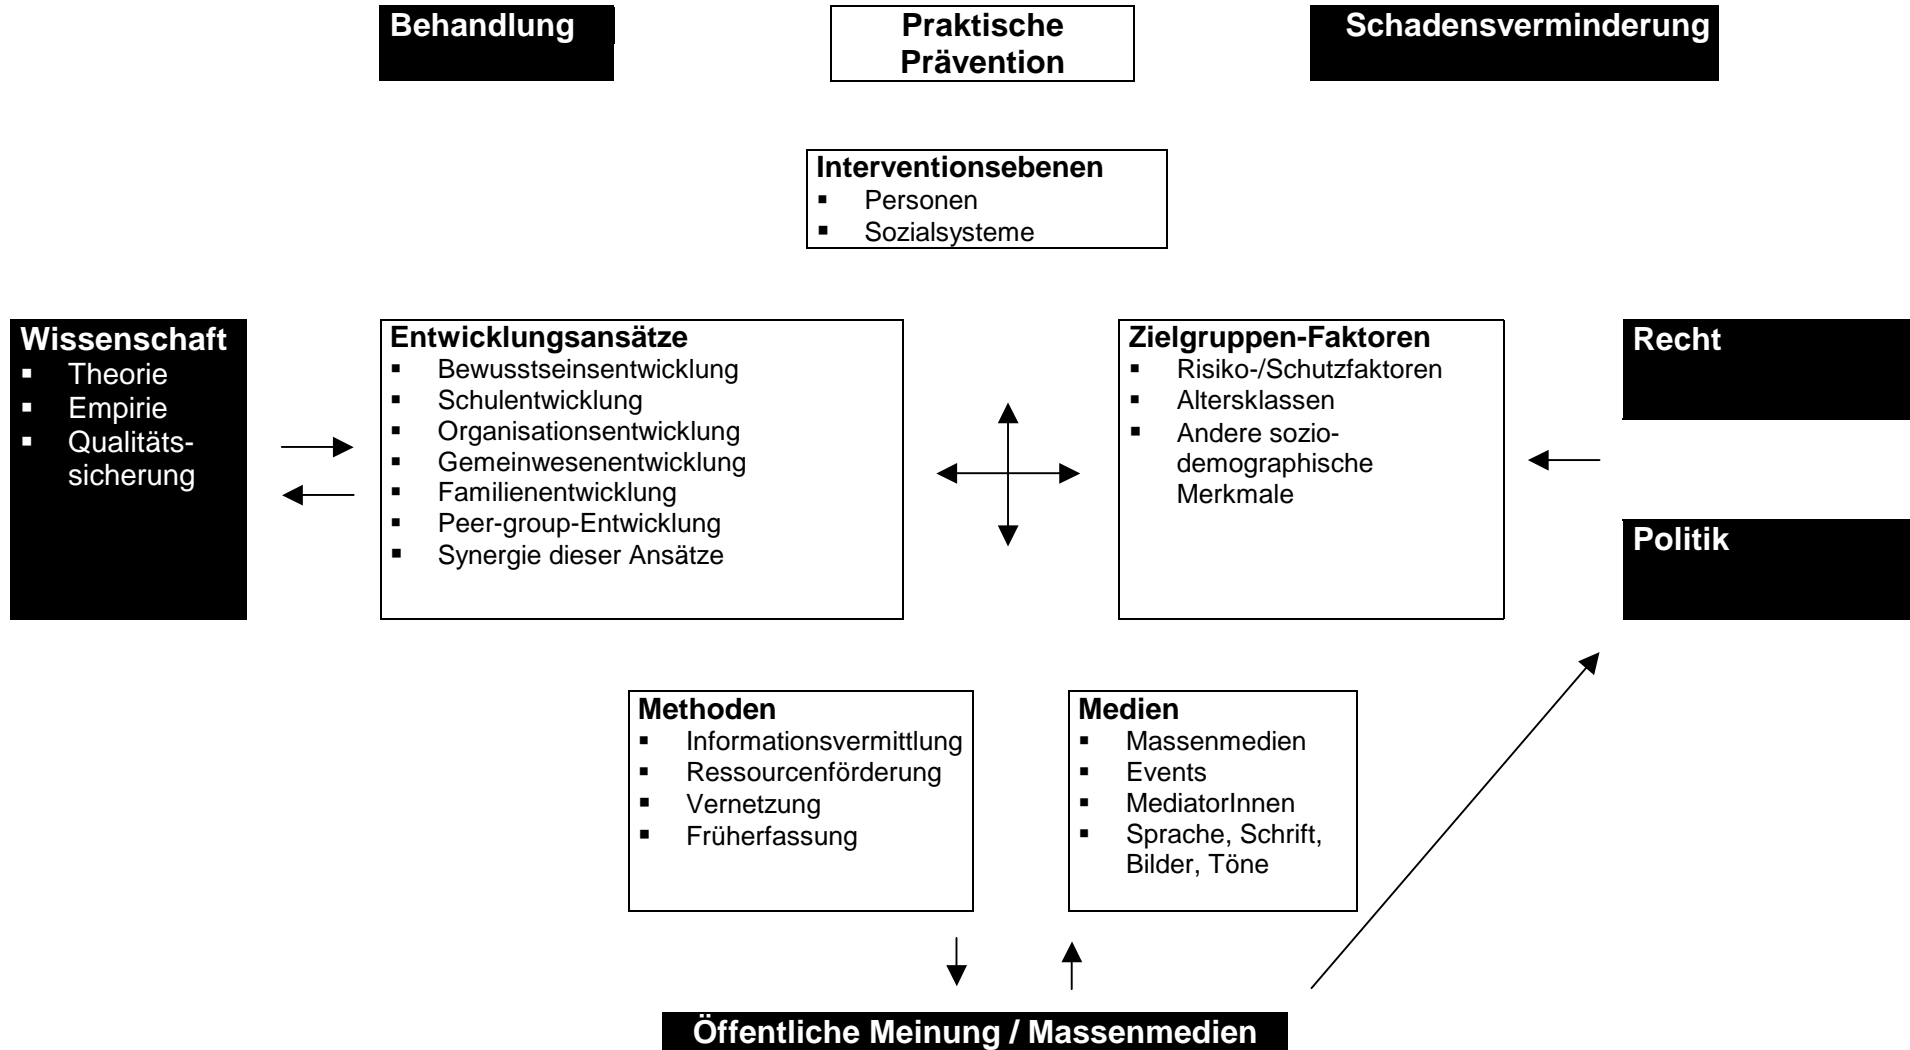 Behandlung
Praktische
Prävention
Schadensverminderung
Interventionsebenen
▪ Personen
▪ Sozialsysteme
Wissenschaft
▪ Theorie
▪ Empirie
▪ Qualitäts-
sicherung
Entwicklungsansätze
▪ Bewusstseinsentwicklung
▪ Schulentwicklung
▪ Organisationsentwicklung
▪ Gemeinwesenentwicklung
▪ Familienentwicklung
▪ Peer-group-Entwicklung
▪ Synergie dieser Ansätze
Zielgruppen-Faktoren
▪ Risiko-/Schutzfaktoren
▪ Altersklassen
▪ Andere sozio-
demographische
Merkmale
Recht
Politik
Methoden
▪ Informationsvermittlung
▪ Ressourcenförderung
▪ Vernetzung
▪ Früherfassung
Medien
▪ Massenmedien
▪ Events
▪ MediatorInnen
▪ Sprache, Schrift,
Bilder, Töne
Öffentliche Meinung / Massenmedien